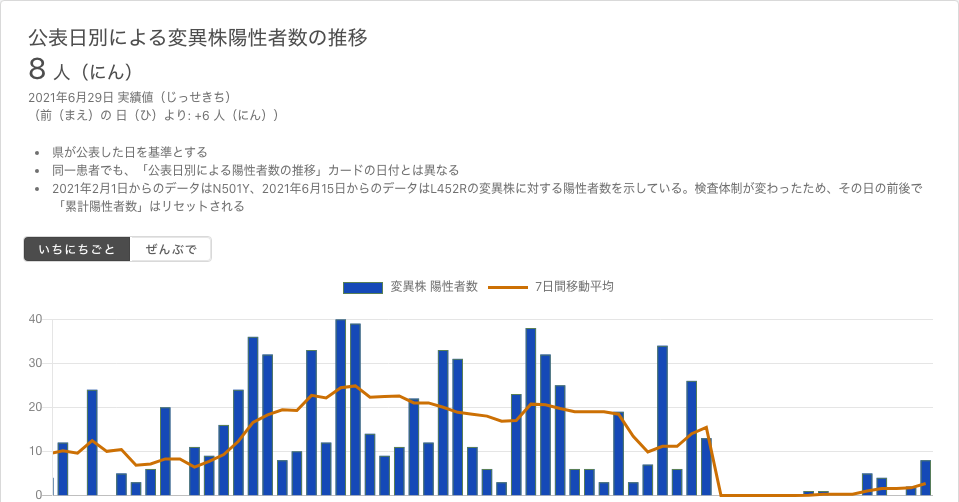 公表日別による変異株陽性者数の推移
8 人（にん）
2021年6月29日 実績値（じっせきち）
（前（まえ）の 日（ひ）より: +6 人（にん））
• 県が公表した日を基準とする
• 同一患者でも、「公表日別による陽性者数の推移」カードの日付とは異なる
• 2021年2月1日からのデータはN501Y、2021年6月15日からのデータはL452Rの変異株に対する陽性者数を示している。検査体制が変わったため、その日の前後で
「累計陽性者数」はリセットされる
いちにちごと ぜんぶで
変異株 陽性者数 7日間移動平均
40
30
20
10
0